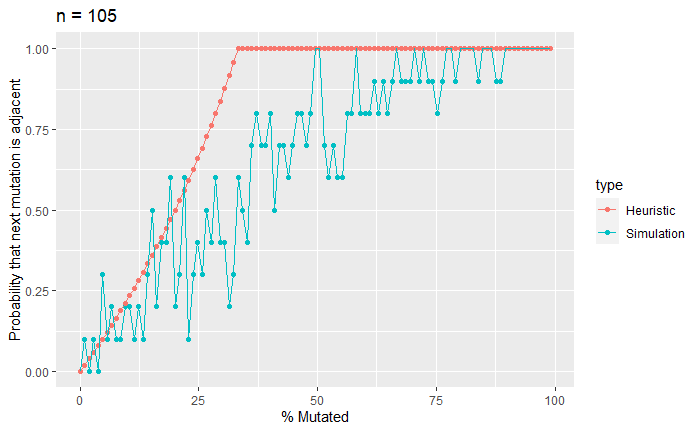 n = 105
Probability that next mutation is adjacent
1.00
0.75
0.50
0.25
0.00
0
25
50
75
100
% Mutated
type
Heuristic
Simulation